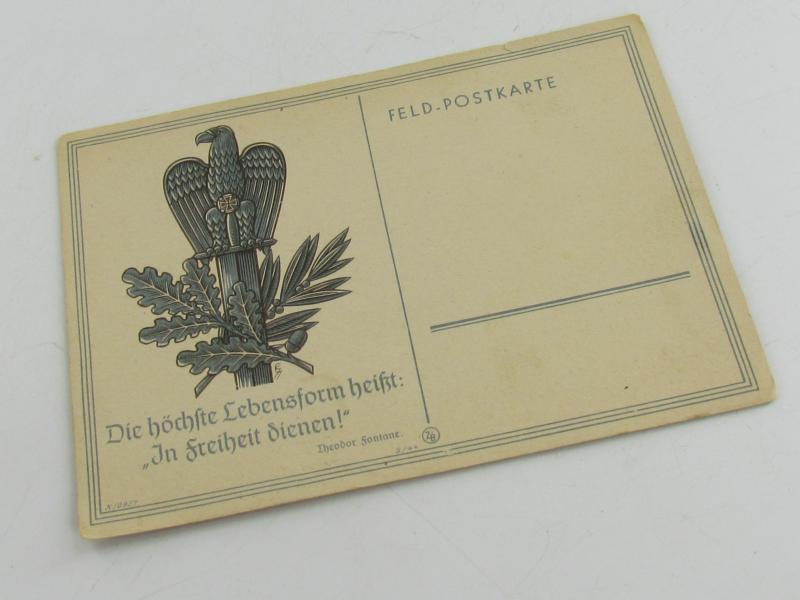 FELD-POSTKARTE
Die höchste Lebensform heißt:
„In Freiheit dienen!“
Theodor Fontane.